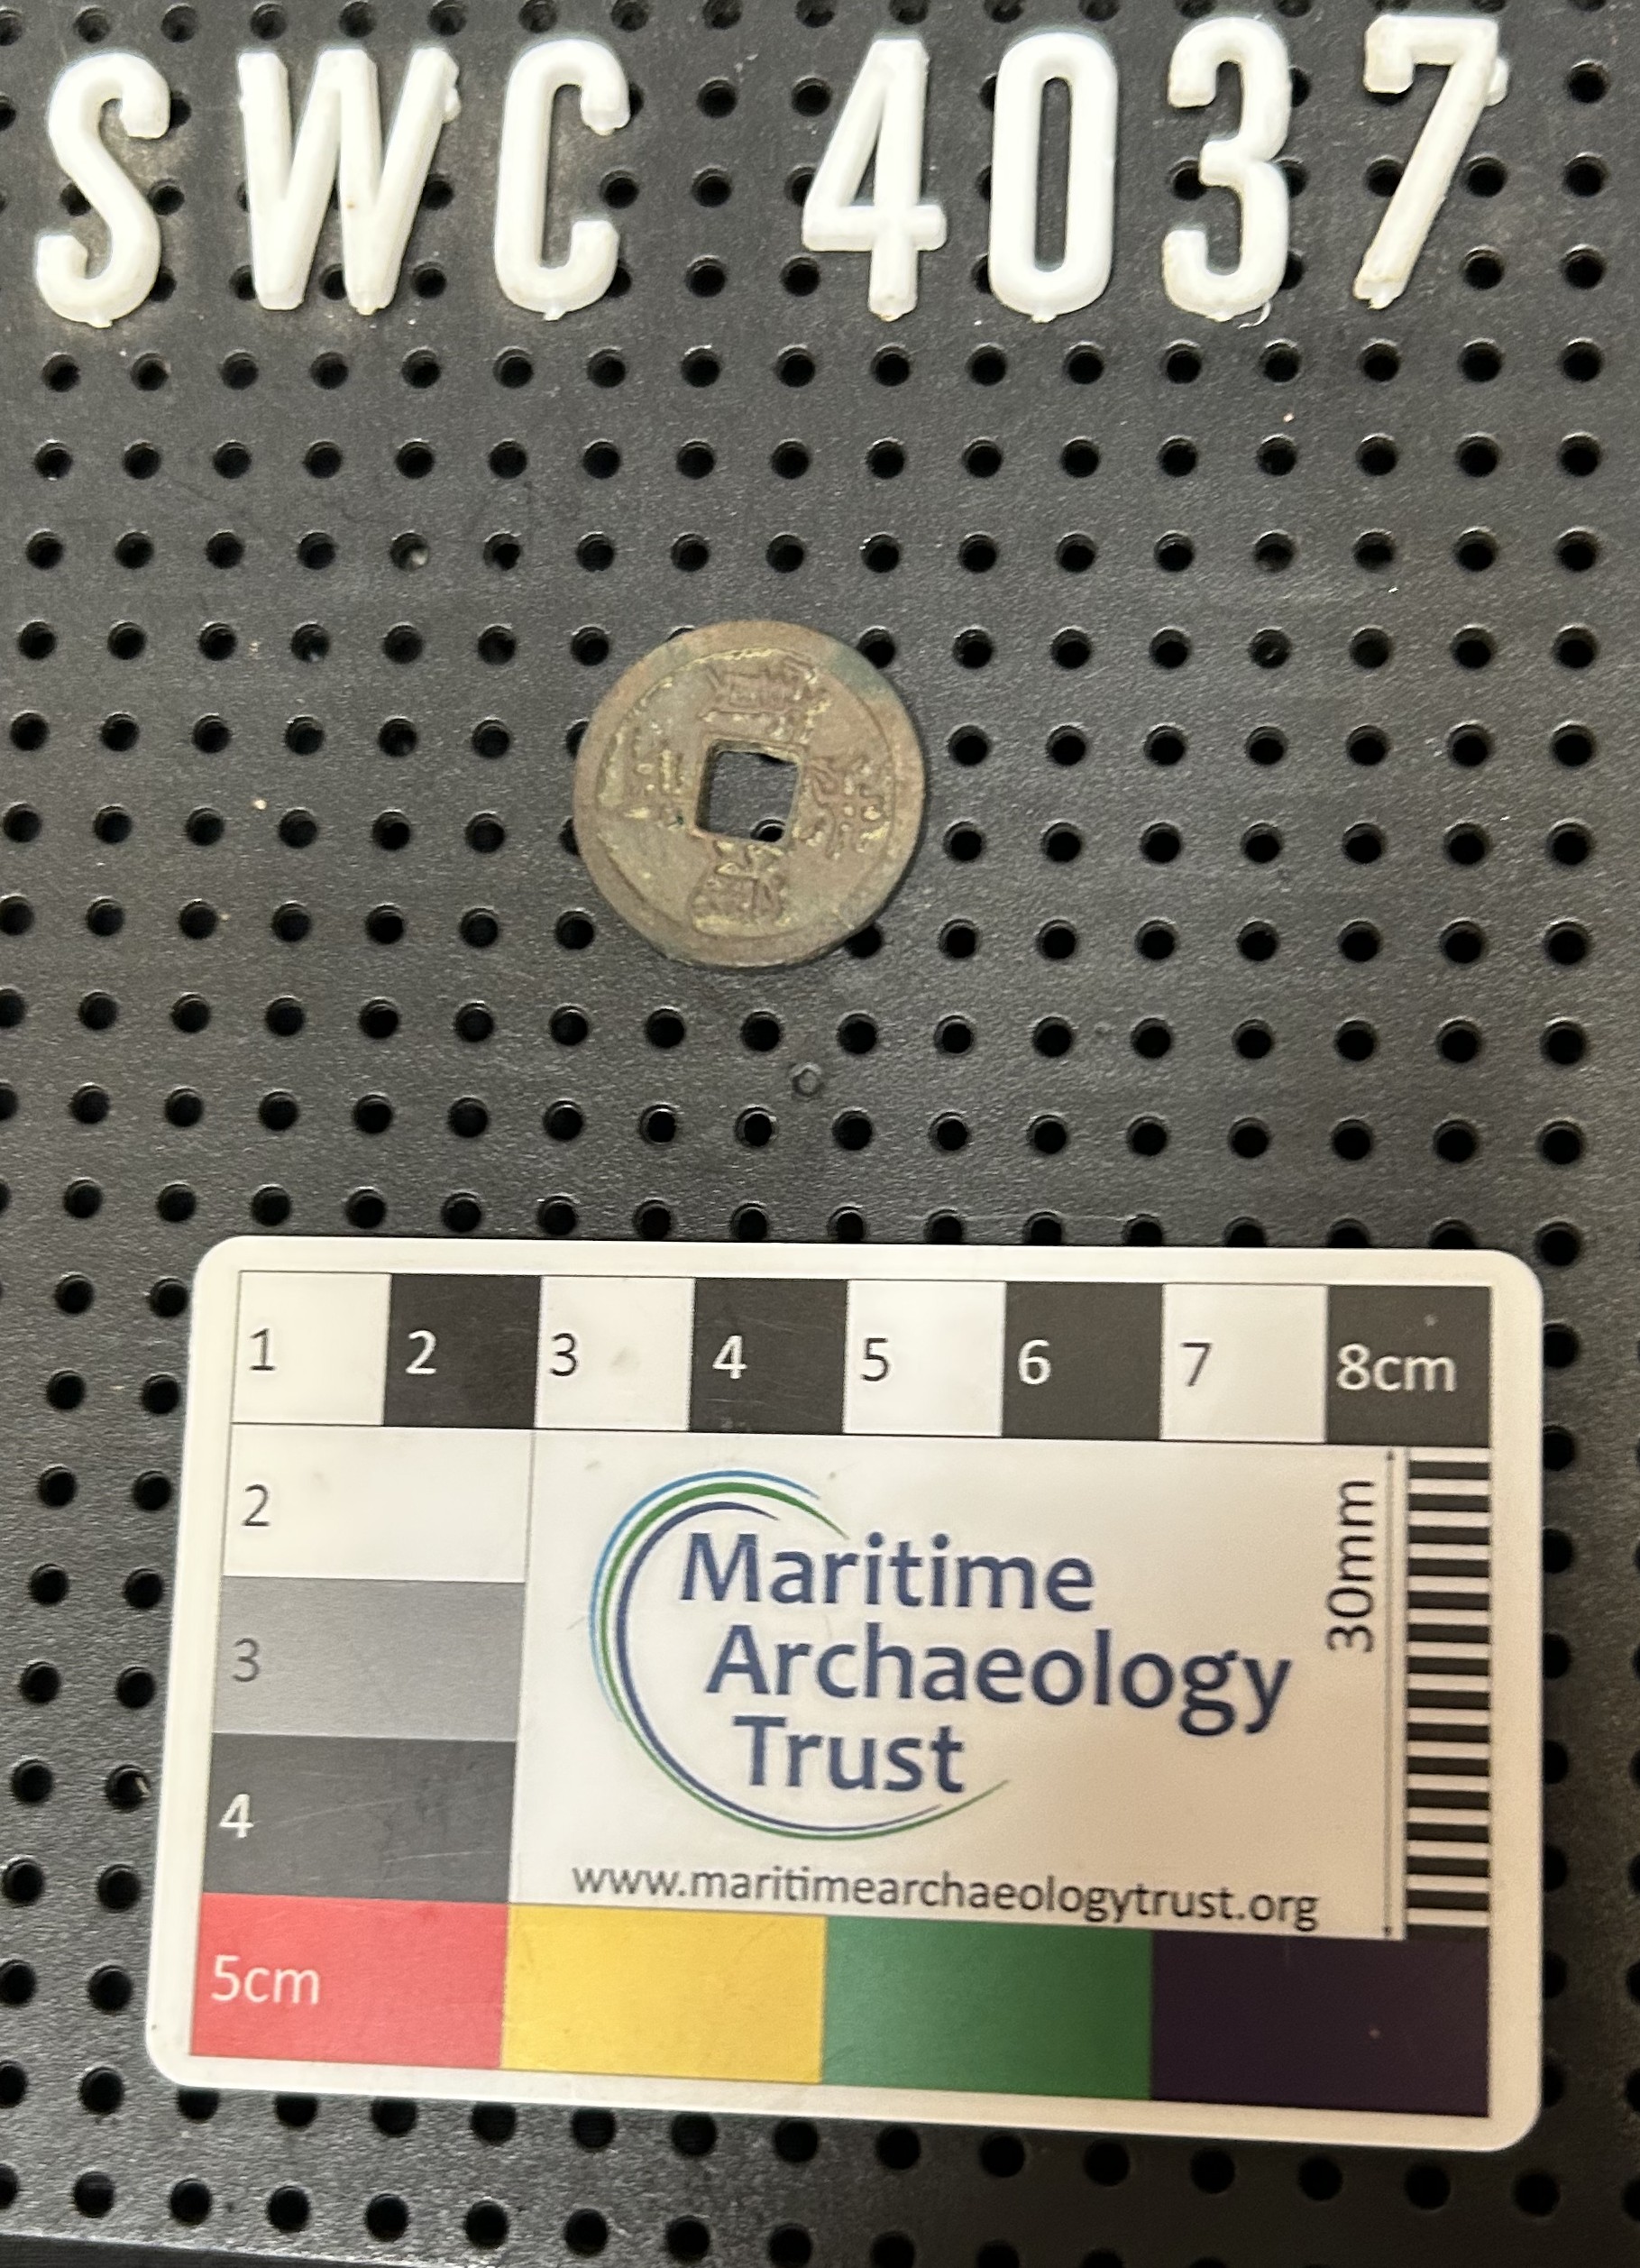 SWC 4037
1 2 3 4 5 6 7 8cm
2
3
4
5cm
30mm
Maritime
Archaeology
Trust
www.maritimearchaeologytrust.org